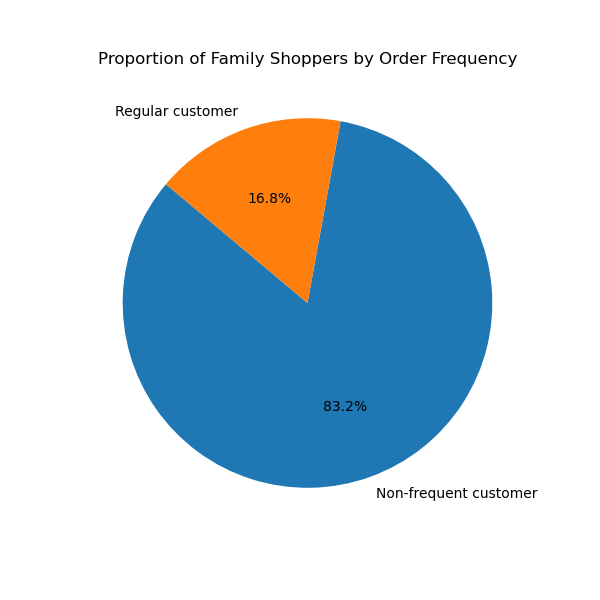 Proportion of Family Shoppers by Order Frequency
Regular customer
16.8%
83.2%
Non-frequent customer